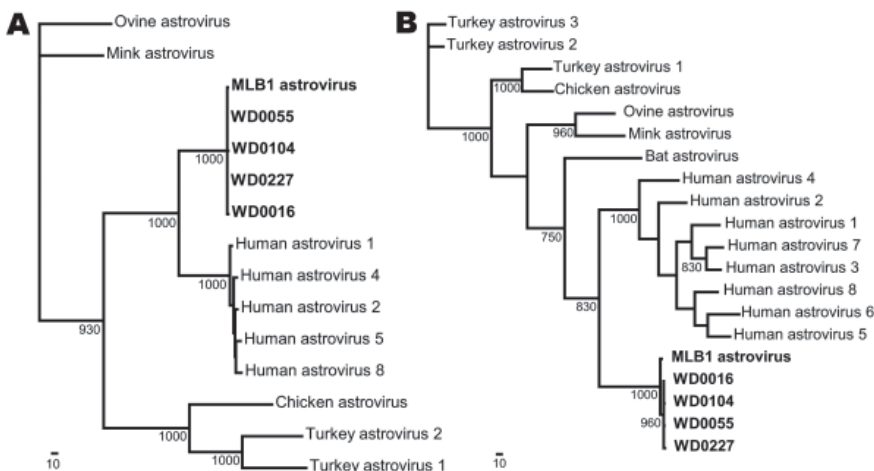 A
Ovine astrovirus
Mink astrovirus
MLB1 astrovirus
WD0055
WD0104
1000
WD0227
WD0016
1000
Human astrovirus 1
Human astrovirus 4
1000
Human astrovirus 2
930
Human astrovirus 5
Human astrovirus 8
Chicken astrovirus
1000
Turkey astrovirus 2
1000
Turkey astrovirus 1
10
B
Turkey astrovirus 3
Turkey astrovirus 2
Turkey astrovirus 1
1000
Chicken astrovirus
Ovine astrovirus
1000
960
Mink astrovirus
Bat astrovirus
Human astrovirus 4
Human astrovirus 2
1000
Human astrovirus 1
750
Human astrovirus 7
830
Human astrovirus 3
Human astrovirus 8
830
Human astrovirus 6
Human astrovirus 5
MLB1 astrovirus
WD0016
1000
WD0104
960
WD0055
WD0227
10